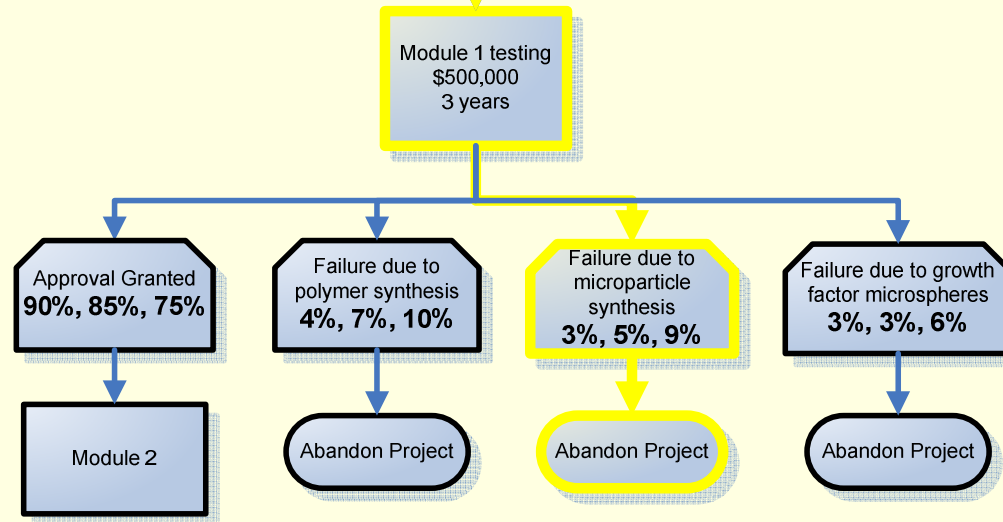 Module 1 testing
$500,000
3 years
Approval Granted
90%, 85%, 75%
Failure due to
polymer synthesis
4%, 7%, 10%
Failure due to
microparticle
synthesis
3%, 5%, 9%
Failure due to growth
factor microspheres
3%, 3%, 6%
Module 2
Abandon Project
Abandon Project
Abandon Project